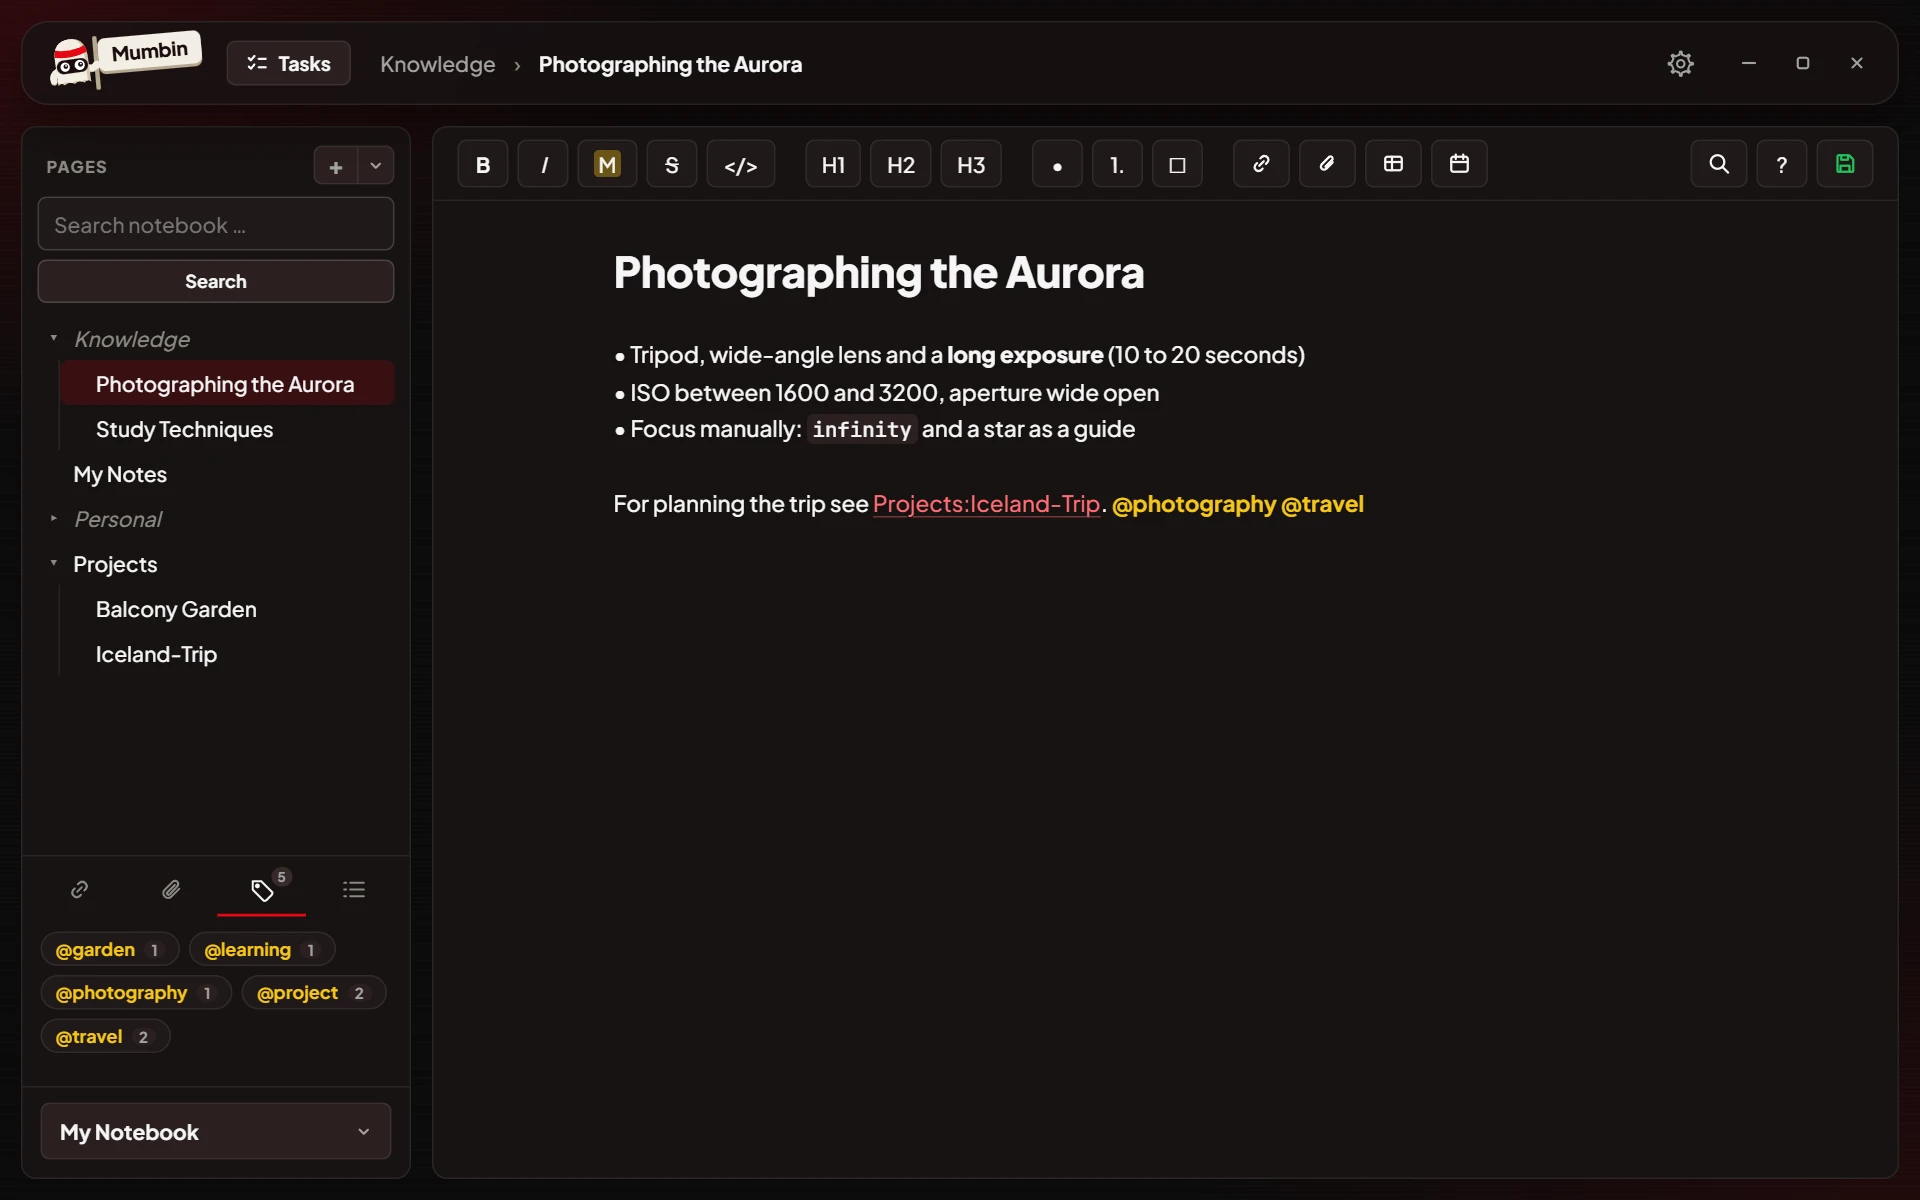 Mumbin
Tasks
Knowledge › Photographing the Aurora
PAGES
+
Search notebook ...
Search
Knowledge
Photographing the Aurora
Study Techniques
My Notes
Personal
Projects
Balcony Garden
Iceland-Trip
5
@garden 1
@learning 1
@photography 1
@project 2
@travel 2
My Notebook
B I M S </> H1 H2 H3 • 1. ?
Photographing the Aurora
• Tripod, wide-angle lens and a long exposure (10 to 20 seconds)
• ISO between 1600 and 3200, aperture wide open
• Focus manually: infinity and a star as a guide
For planning the trip see Projects:Iceland-Trip. @photography @travel